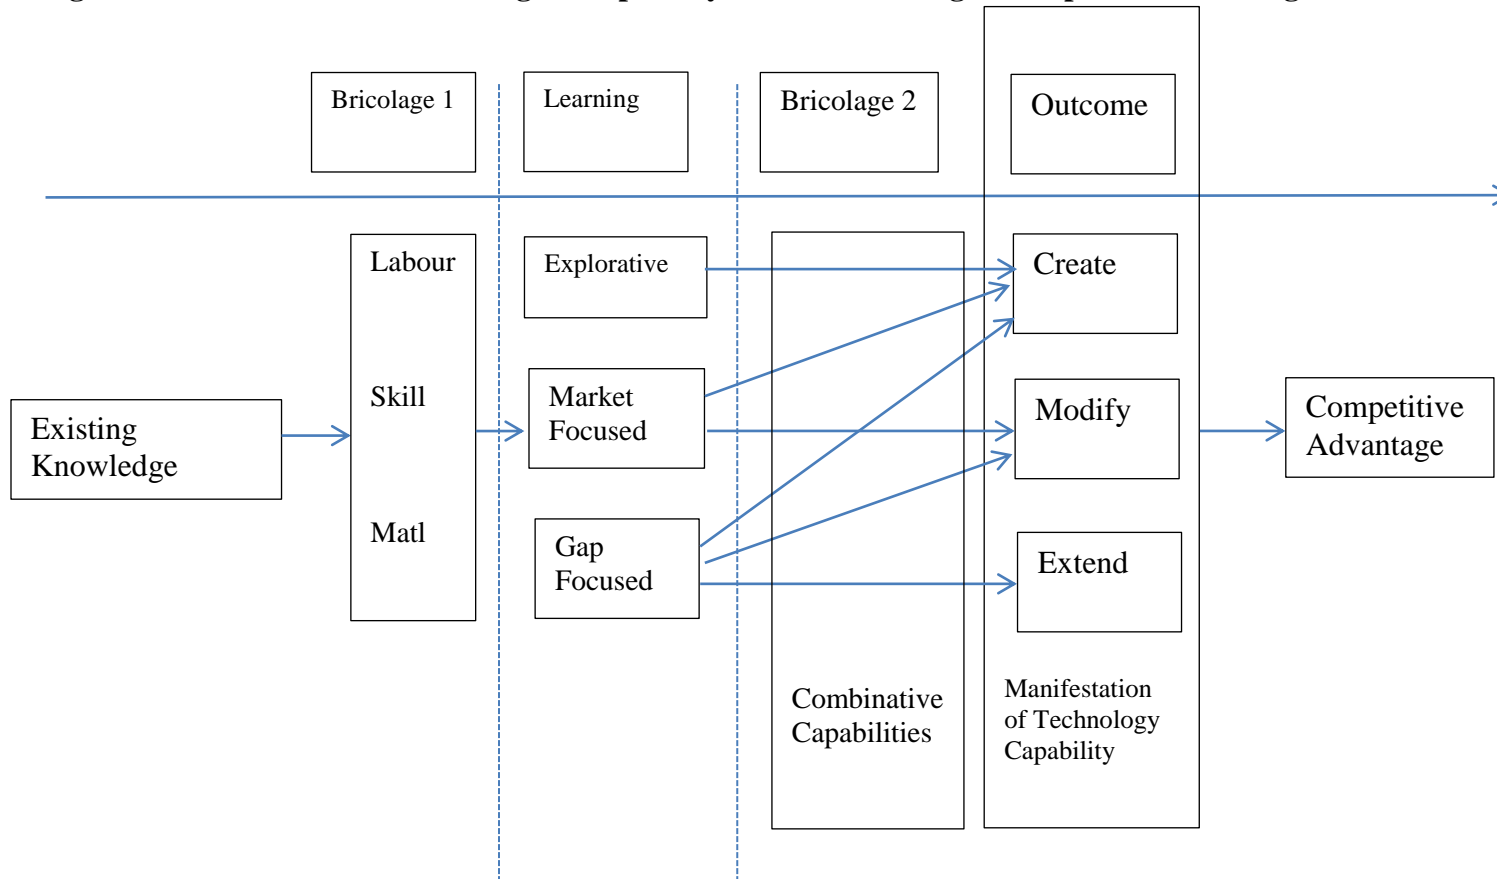 Bricolage 1
Learning
Bricolage 2
Outcome
Labour
Explorative
Create
Skill
Market
Focused
Modify
Competitive
Advantage
Existing
Knowledge
Matl
Gap
Focused
Extend
Combinative
Capabilities
Manifestation
of Technology
Capability